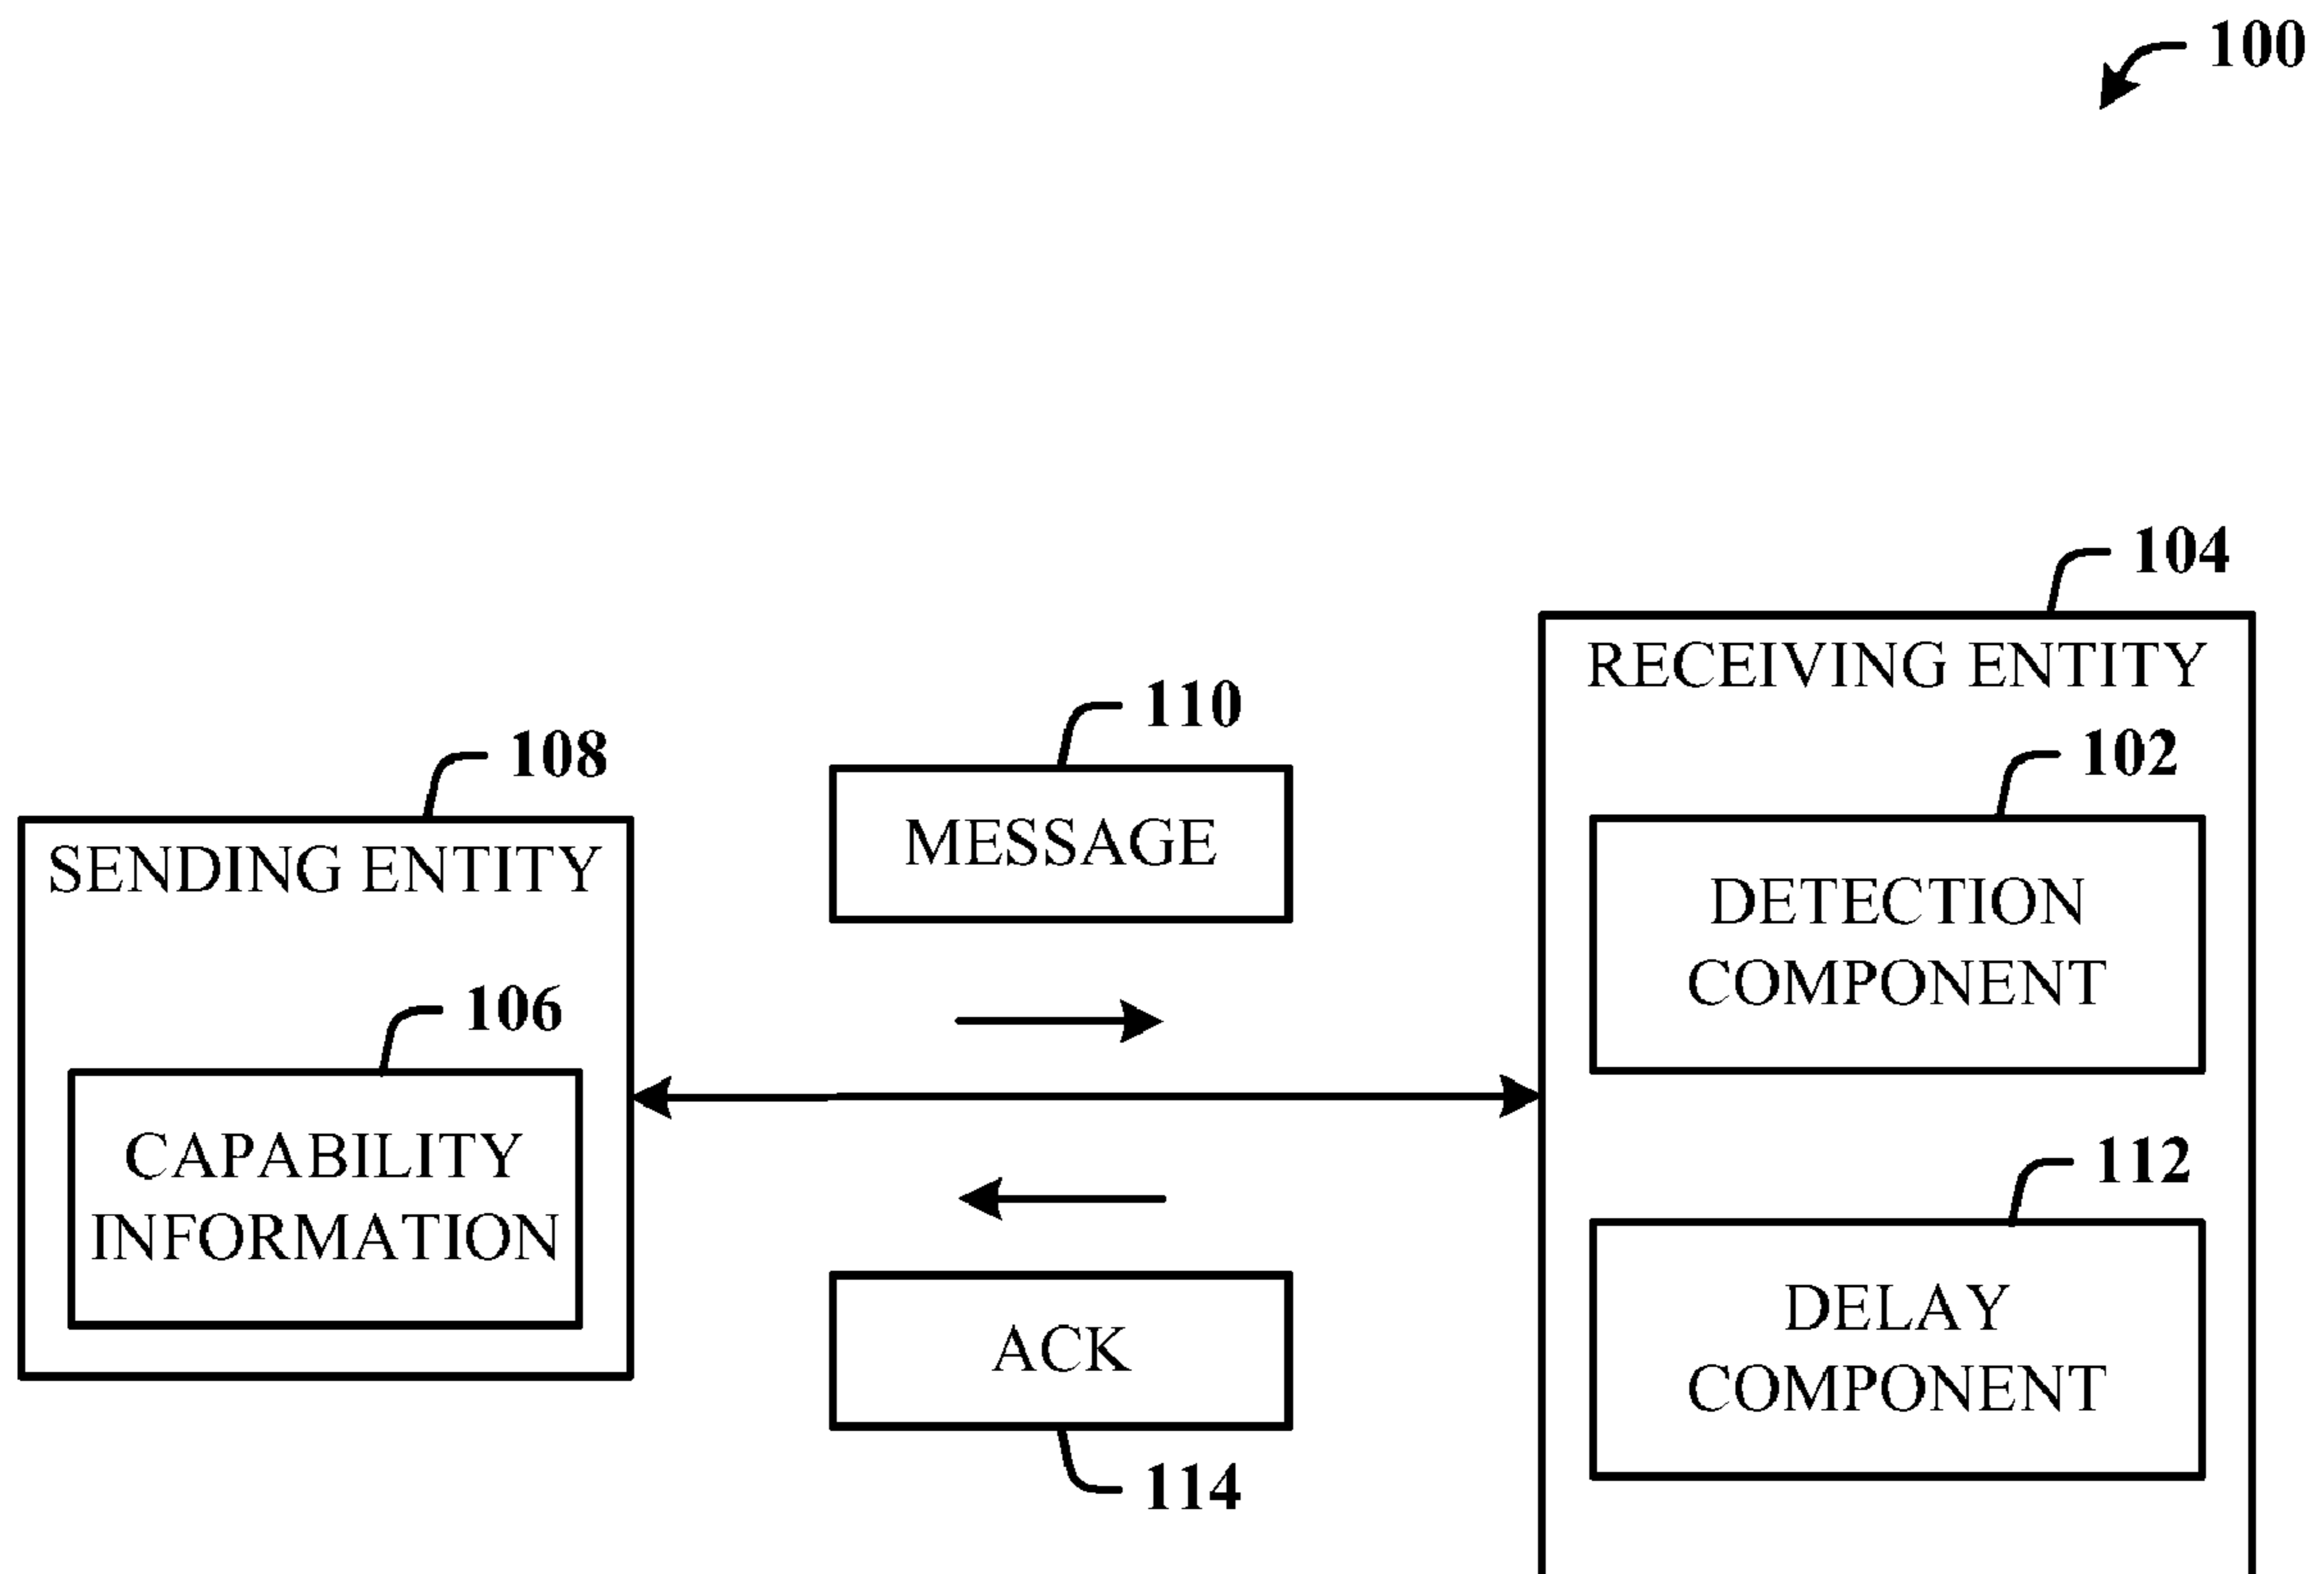 100
104
RECEIVING ENTITY
110
108
102
MESSAGE
SENDING ENTITY
DETECTION
COMPONENT
106
CAPABILITY
INFORMATION
112
ACK
DELAY
COMPONENT
114